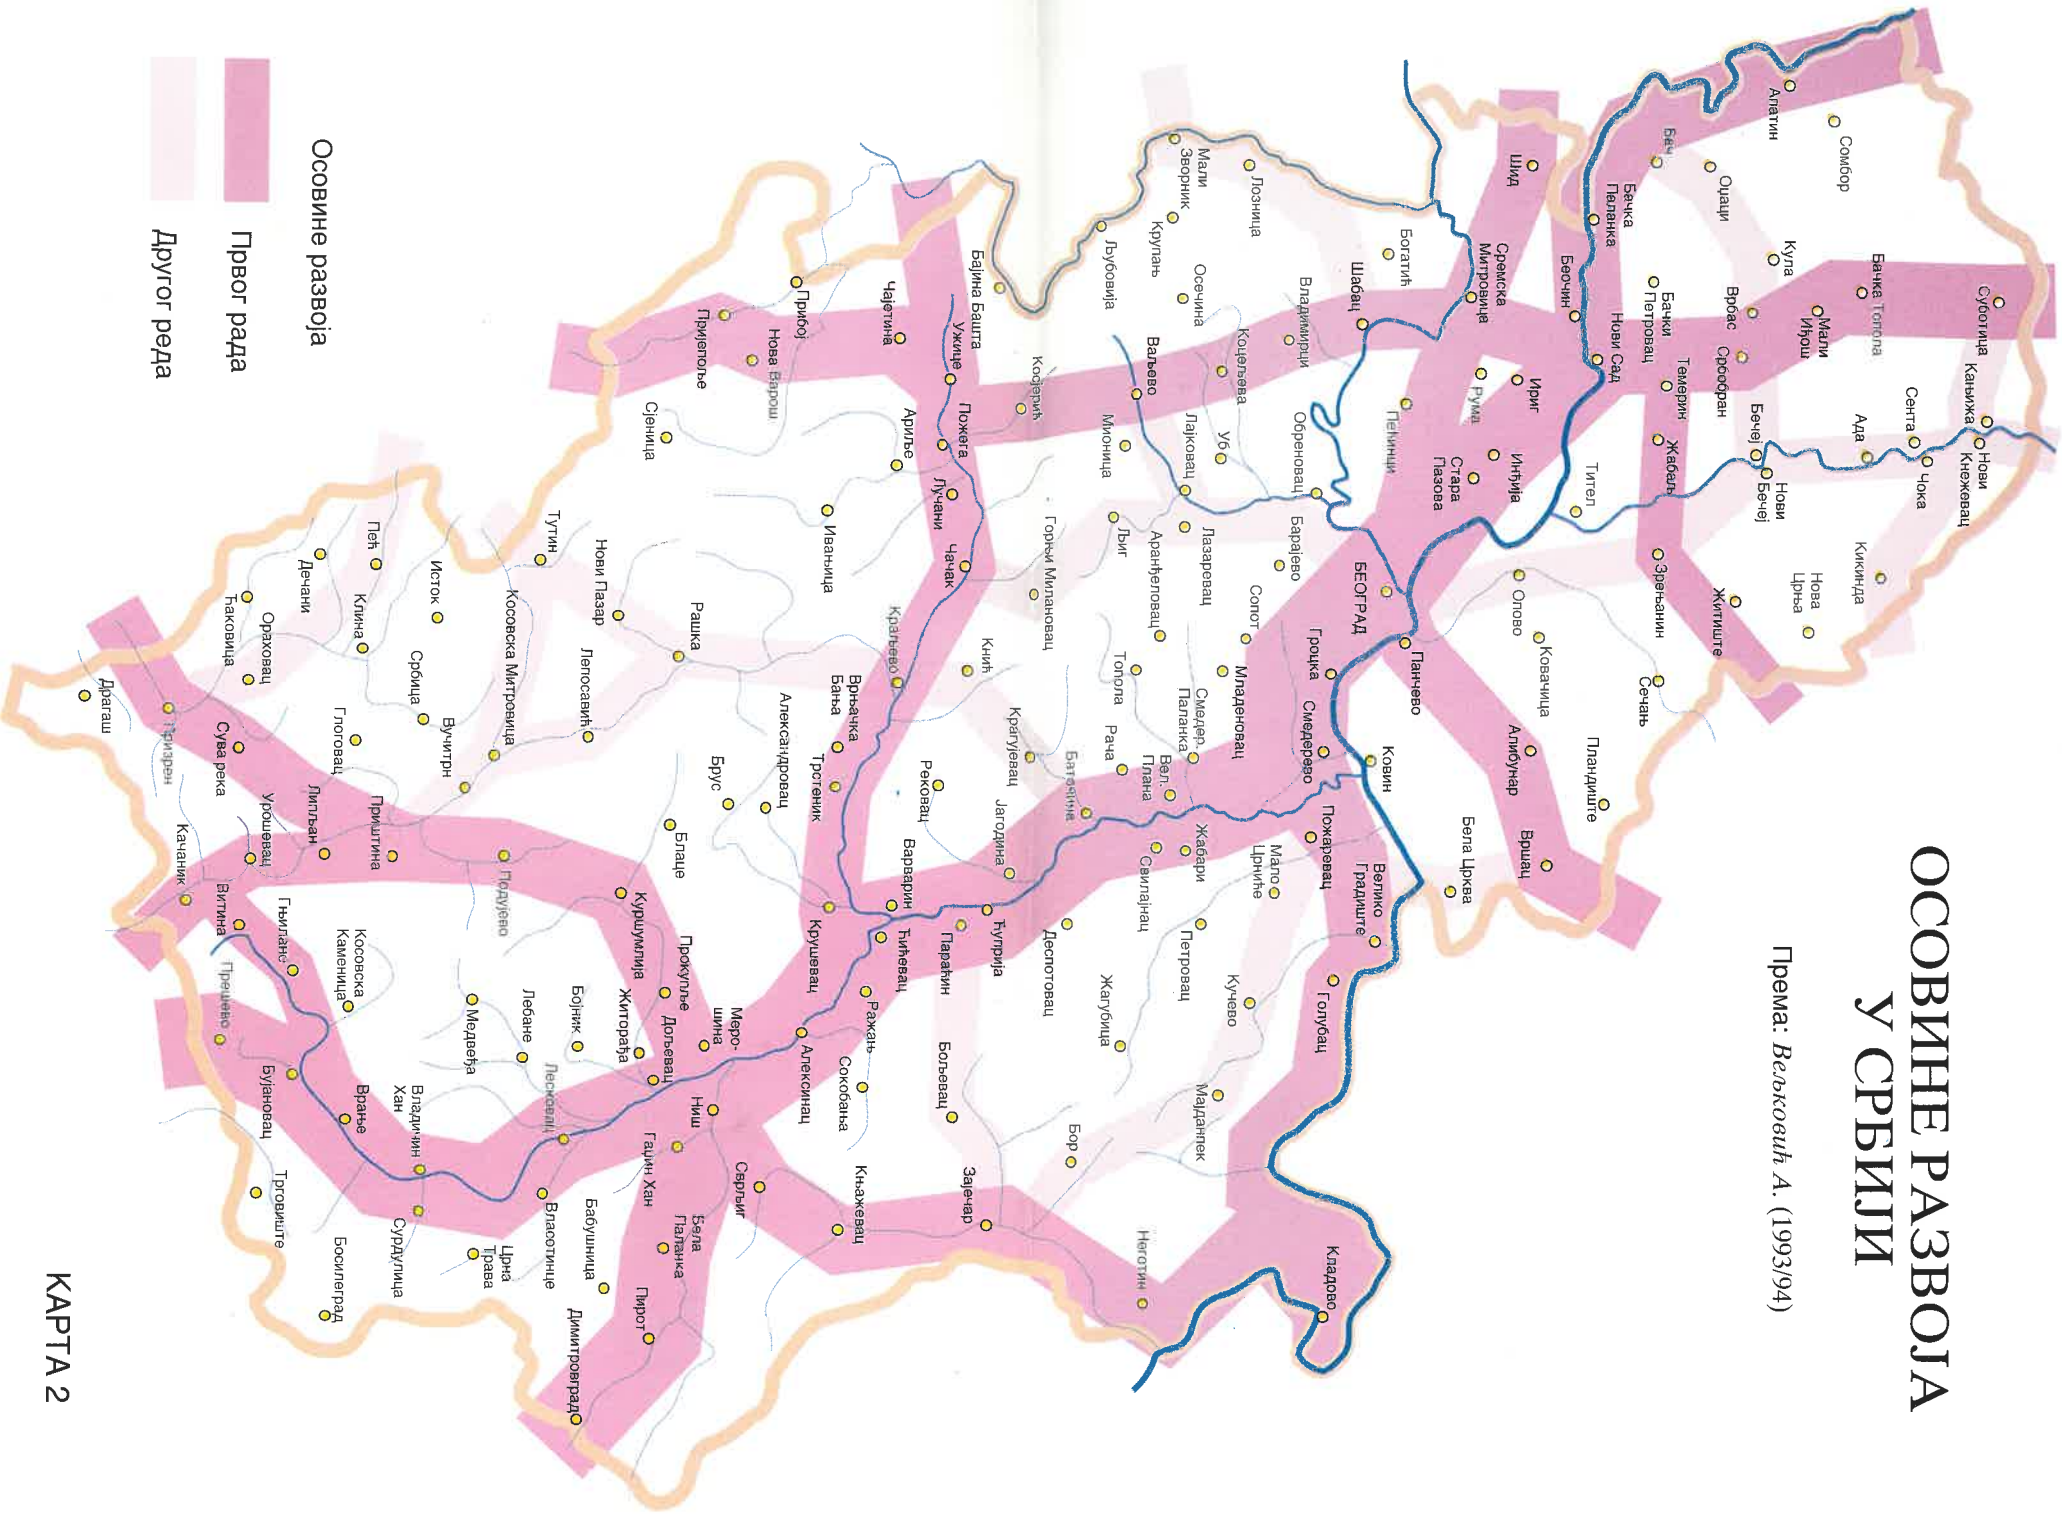 ОСОВИНЕ РАЗВОЈА
У СРБИЈИ
Према: Вељковић А. (1993/94)
Суботица
Кањижа
Нови
Кнежевац
Сента
Чока
Бачка Топола
Ада
Кикинда
Сомбор
Апатин
Мали
Иђош
Кула
Нова
Црња
Врбас
Србобран
Бечеј
Нови
Бечеј
Оџаци
Бач
Житиште
Бачки
Петровац
Темерин
Жабаљ
Зрењанин
Сечањ
Бачка
Паланка
Нови Сад
Тител
Беочин
Пландиште
Шид
Ириг
Инђија
Опово
Ковачица
Алибунар
Вршац
Сремска
Митровица
Рума
Стара
Пазова
Бела Црква
Богатић
Пећинци
Панчево
Ковин
Шабац
БЕОГРАД
Велико
Градиште
Владимирци
Обреновац
Барајево
Гроцка
Смедерево
Пожаревац
Голубац
Кладово
Лозница
Мало
Црниће
Коцељева
Уб
Сопот
Младеновац
Кучево
Мали
Зворник
Осечина
Лазаревац
Смедер.
Паланка
Жабари
Петровац
Мајданпек
Крупањ
Ваљево
Лајковац
Аранђеловац
Вел.
Плана
Свилајнац
Неготин
Љубовија
Мионица
Љиг
Топола
Рача
Жагубица
Бор
Косјерић
Горњи Милановац
Баточина
Деспотовац
Крагујевац
Бајина Башта
Кнић
Јагодина
Ћуприја
Зајечар
Ужице
Пожега
Лучани
Чачак
Рековац
Параћин
Бољевац
Чајетина
Ариље
Краљево
Варварин
Ћићевац
Ражањ
Књажевац
Врњачка
Бања
Трстеник
Крушевац
Сокобања
Прибој
Ивањица
Александровац
Алексинац
Нова Варош
Сврљиг
Пријепоље
Брус
Меро-
шина
Рашка
Блаце
Прокупље
Ниш
Бела
Паланка
Сјеница
Куршумлија
Дољевац
Гаџин Хан
Пирот
Нови Пазар
Лепосавић
Житорађа
Бабушница
Тутин
Бојник
Димитровград
Косовска Митровица
Подујево
Лебане
Лесковац
Власотинце
Вучитрн
Медвеђа
Црна
Трава
Исток
Србица
Владичин
Хан
Сурдулица
Пећ
Клина
Глоговац
Приштина
Косовска
Каменица
Врање
Босилеград
Дечани
Липљан
Гњилане
Бујановац
Ђаковица
Ораховац
Сува река
Урошевац
Витина
Прешево
Трговиште
Призрен
Качаник
Драгаш
Осовине развоја
Првог рада
Другог реда
КАРТА 2